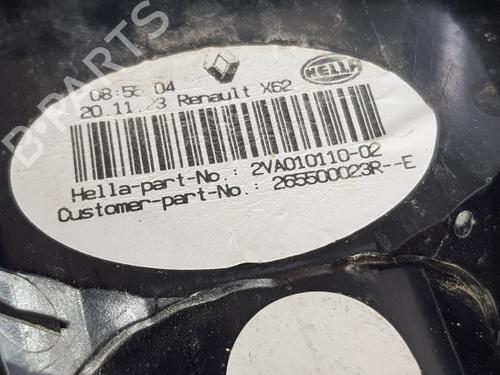 HELLA
08:56 04
20.11.23 Renault X62
Hella-part-No.: 2VA010110-02
Customer-part-No.: 265500023R--E
B-PARTS